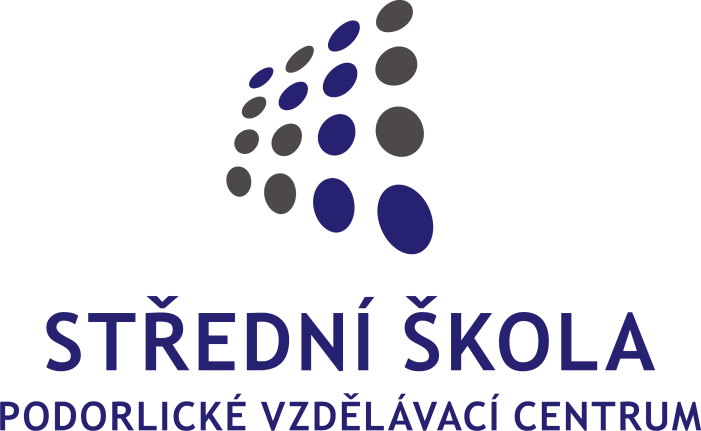 STŘEDNÍ ŠKOLA
PODORLICKÉ VZDĚLÁVACÍ CENTRUM